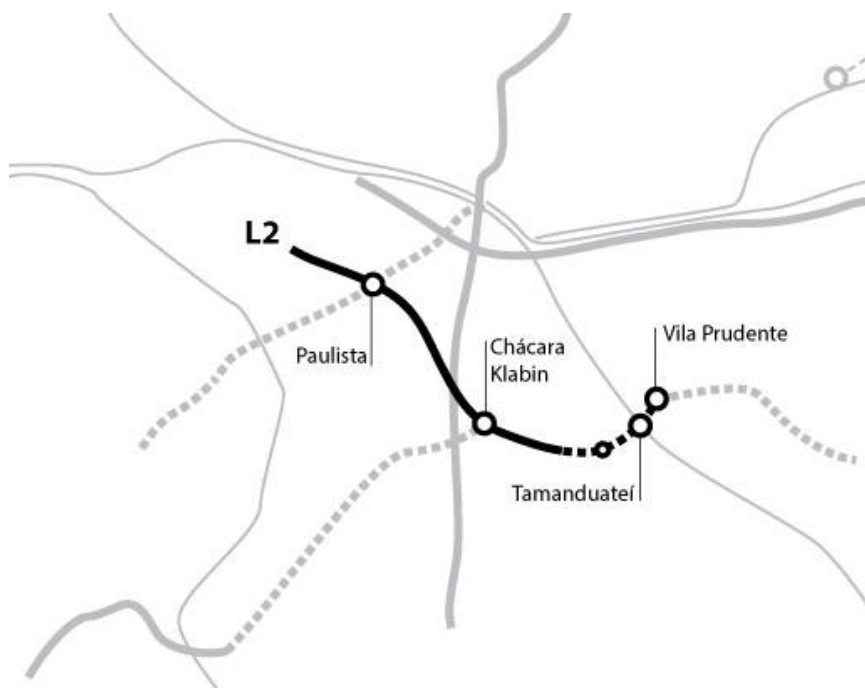 L2
Vila Prudente
Chácara
Klabin
Paulista
Tamanduateí